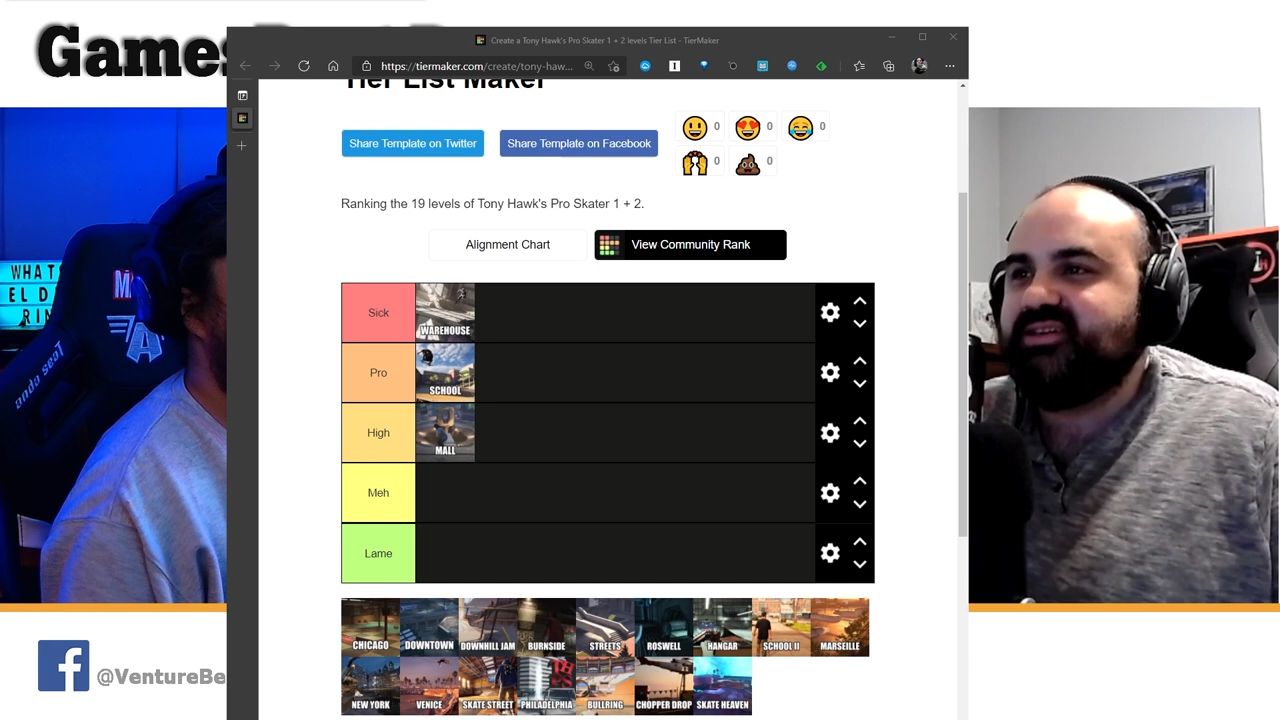 Games
Create a Tony Hawk's Pro Skater 1 + 2 levels Tier List - TierMaker
https://tiermaker.com/create/tony-haw...
Tier List Maker
Share Template on Twitter
Share Template on Facebook
0
0
0
0
0
Ranking the 19 levels of Tony Hawk's Pro Skater 1 + 2.
Alignment Chart
View Community Rank
Sick
WAREHOUSE
Pro
SCHOOL
High
MALL
Meh
Lame
CHICAGO
DOWNTOWN
DOWNHILL JAM
BURNSIDE
STREETS
ROSWELL
HANGAR
SCHOOL II
MARSEILLE
NEW YORK
VENICE
SKATE STREET
PHILADELPHIA
BULLRING
CHOPPER DROP
SKATE HEAVEN
WHAT
EL D
RIN
@VentureBe